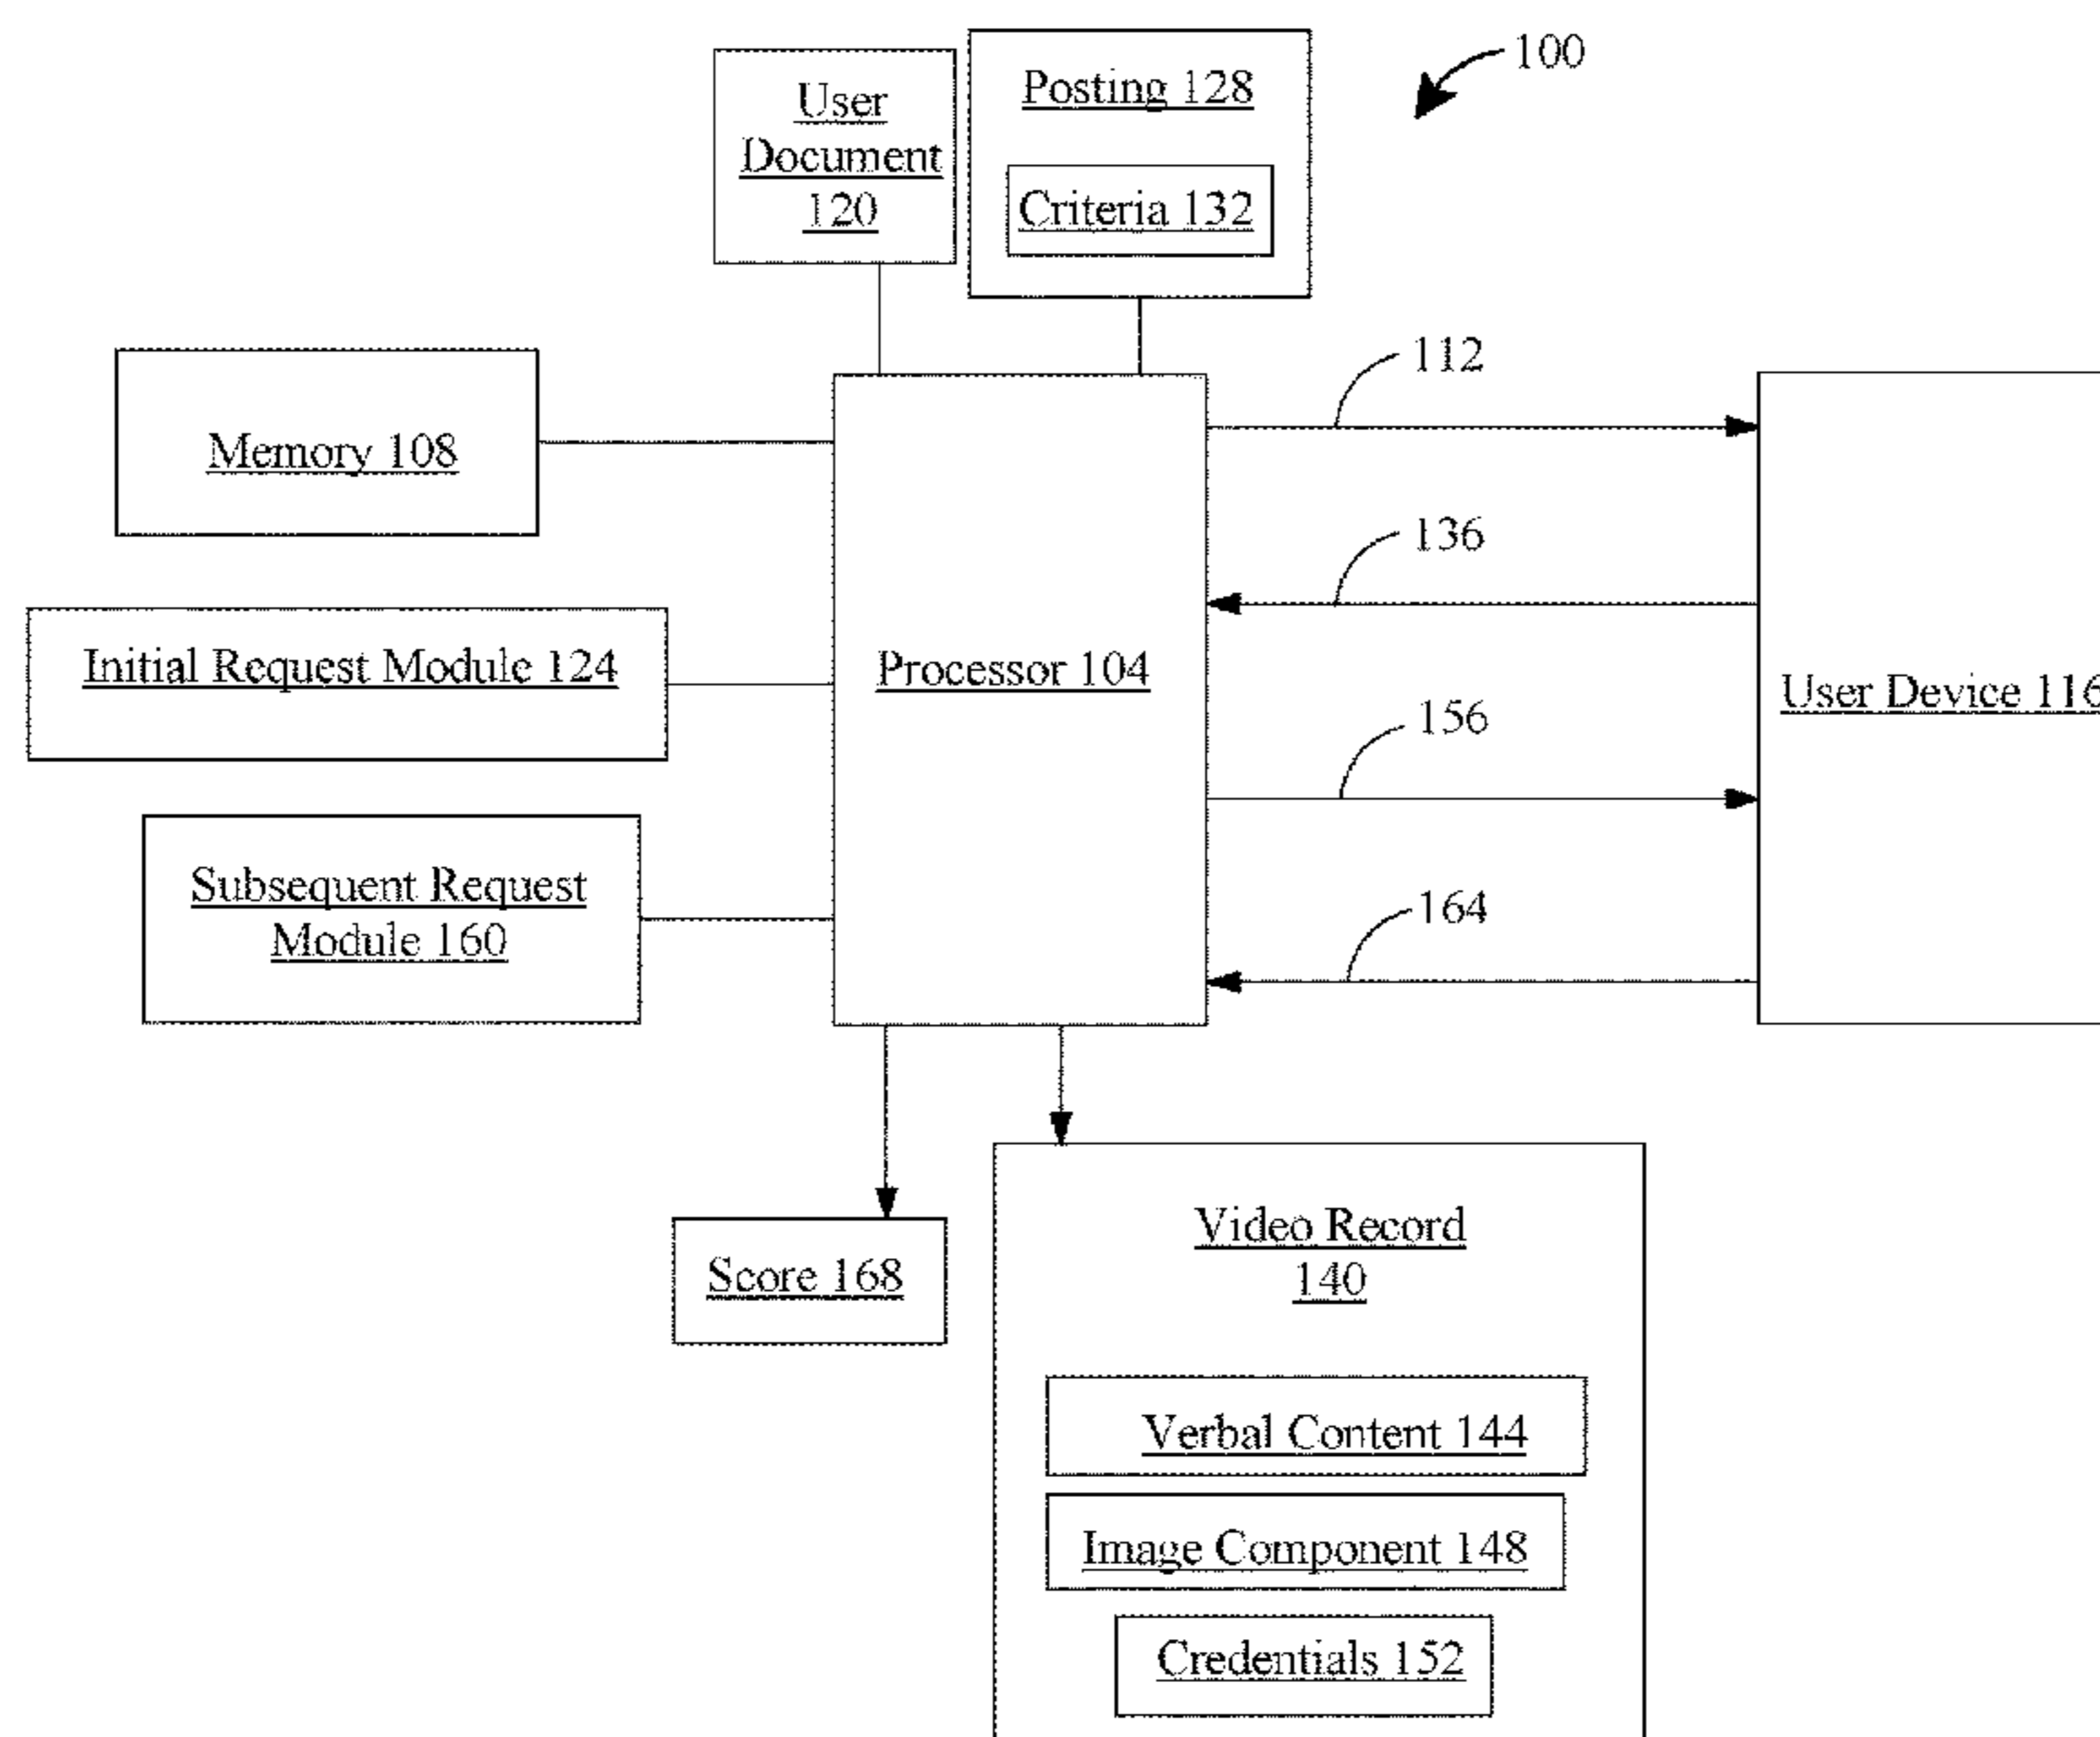 100
User
Document
120
Posting 128
Criteria 132
Memory 108
112
136
Initial Request Module 124
Processor 104
User Device 116
156
Subsequent Request
Module 160
164
Score 168
Video Record
140
Verbal Content 144
Image Component 148
Credentials 152